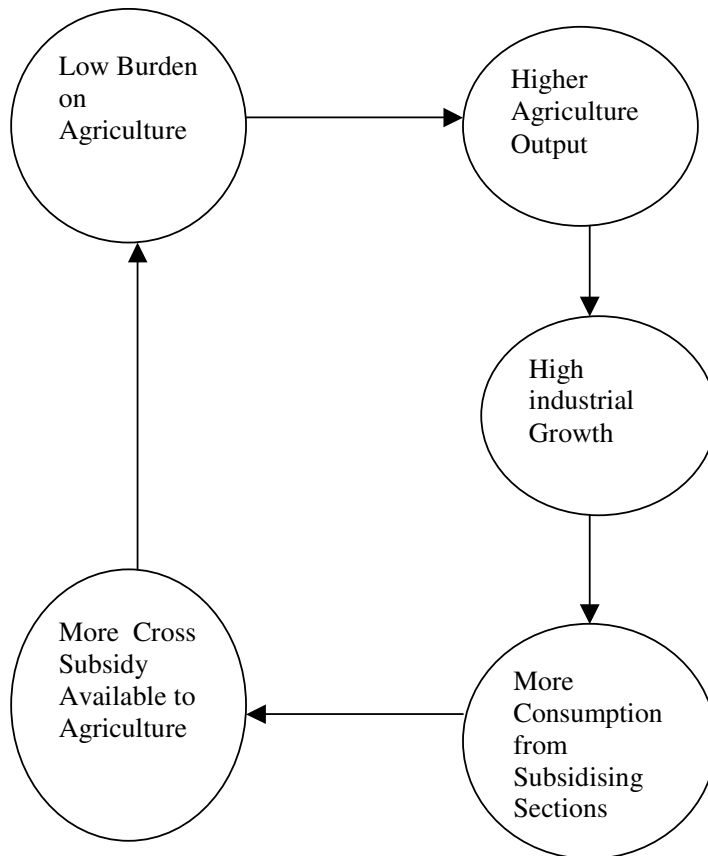 Low Burden
on
Agriculture
Higher
Agriculture
Output
High
industrial
Growth
More
Consumption
from
Subsidising
Sections
More Cross
Subsidy
Available to
Agriculture